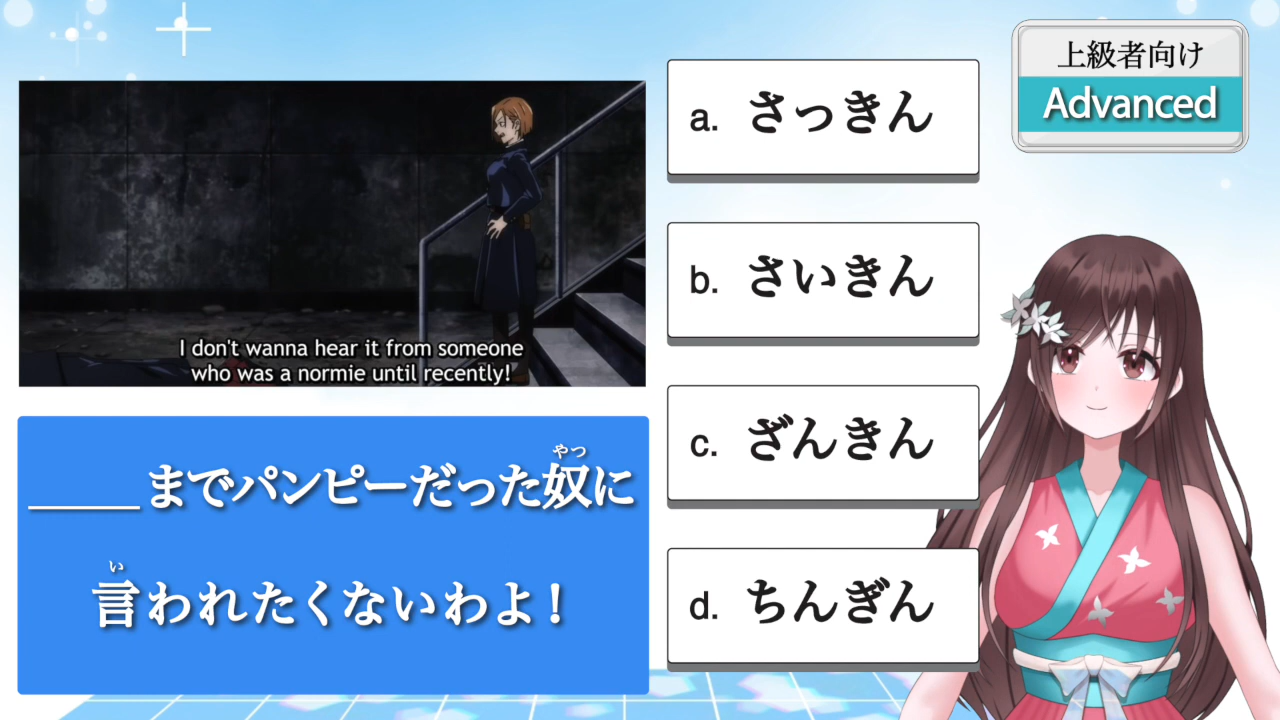 上級者向け
Advanced
I don't wanna hear it from someone
who was a normie until recently!
やつ
_____までパンピーだった奴に
い
言われたくないわよ!
a. さっきん
b. さいきん
c. ざんきん
d. ちんぎん